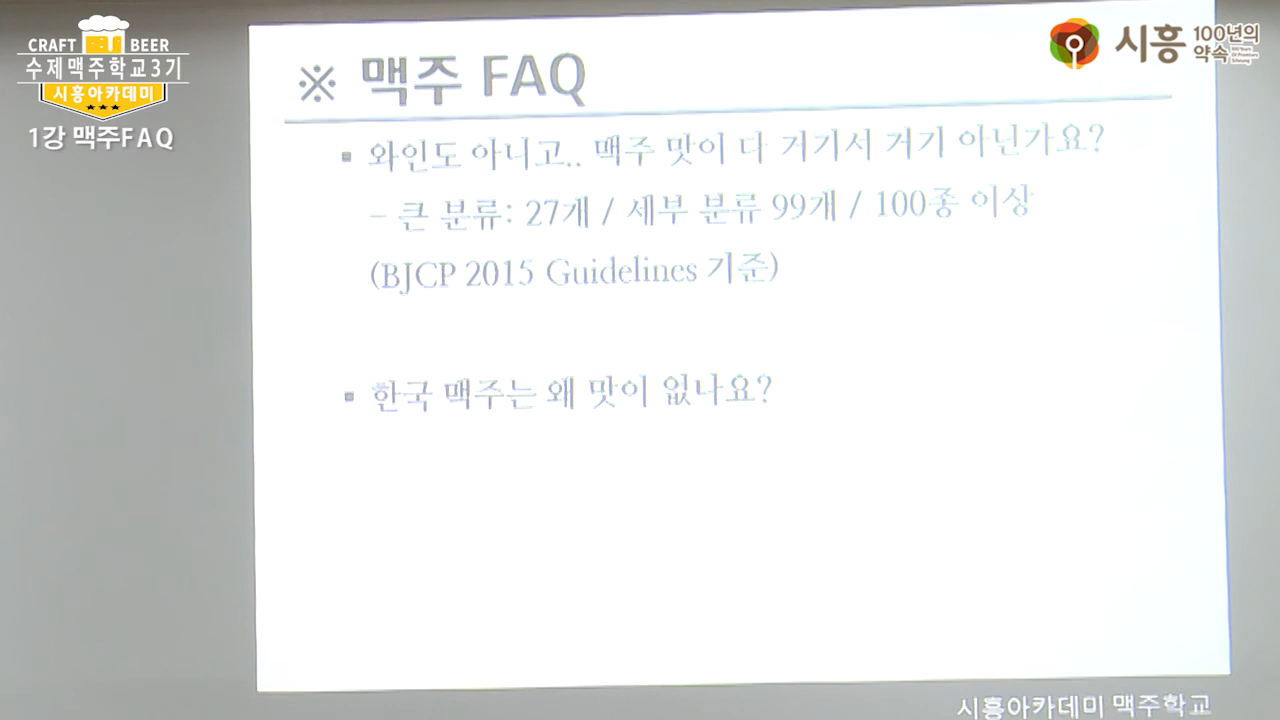 CRAFT BEER
수제맥주학교3기
시흥아카데미
1강 맥주FAQ
시흥 100년의 약속
※ 맥주 FAQ
▪ 와인도 아니고.. 맥주 맛이 다 거기서 거기 아닌가요?
– 큰 분류: 27개 / 세부 분류 99개 / 100종 이상
(BJCP 2015 Guidelines 기준)
▪ 한국 맥주는 왜 맛이 없나요?
시흥아카데미 맥주학교